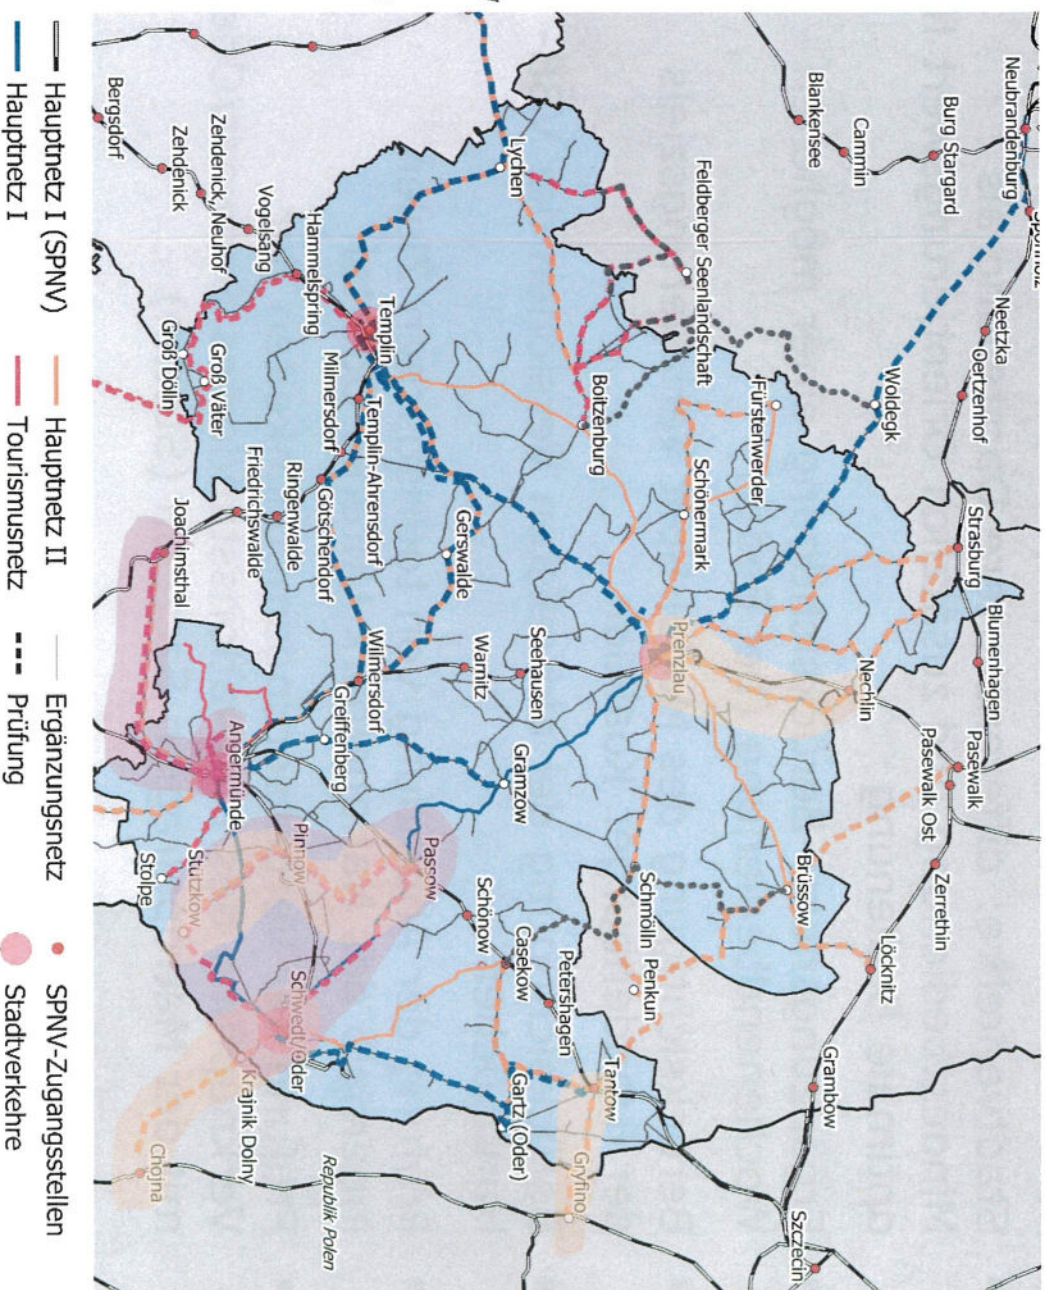 Neubrandenburg
Neetzka
Oertzenhof
Strasburg
Blumenhagen
Pasewalk
Pasewalk Ost
Zerrethin
Löcknitz
Grambow
Szczecin
Burg Stargard
Cammin
Blankensee
Woldegk
Nechlin
Brüssow
Fürstenwerder
Feldberger Seenlandschaft
Schönermark
Prenzlau
Schmölln
Penkun
Tantow
Gryfino
Boitzenburg
Lychen
Seehausen
Gramzow
Casekow
Petershagen
Gartz (Oder)
Warnitz
Schönow
Gerswalde
Passow
Templin
Templin-Ahrensdorf
Wilmersdorf
Milmersdorf
Götschendorf
Greiffenberg
Republik Polen
Hammelspring
Ringenwalde
Pinnow
Schwedt/Oder
Vogelsang
Friedrichswalde
Angermünde
Krajnik Dolny
Zehdenick, Neuhof
Groß Väter
Stützkow
Zehdenick
Groß Dölln
Joachimsthal
Stolpe
Chojna
Bergsdorf
Hauptnetz I (SPNV)
Hauptnetz II
Ergänzungsnetz
SPNV-Zugangsstellen
Hauptnetz I
Tourismusnetz
Prüfung
Stadtverkehre